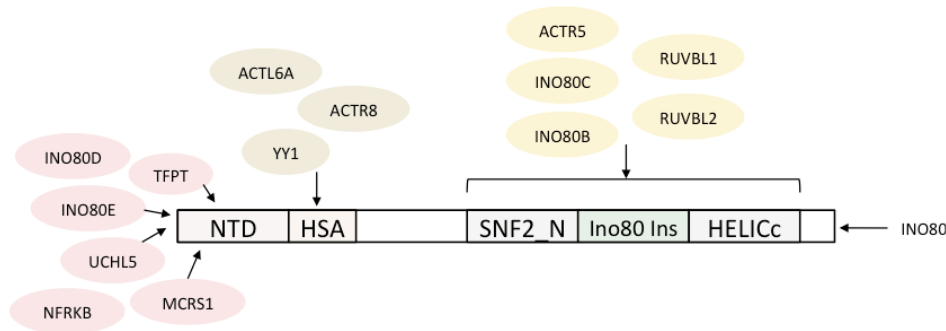 ACTR5
RUVBL1
ACTL6A
INO80C
ACTR8
RUVBL2
INO80B
YY1
INO80D
TFPT
INO80E
NTD
HSA
SNF2_N
Ino80 Ins
HELICc
INO80
UCHL5
MCRS1
NFRKB